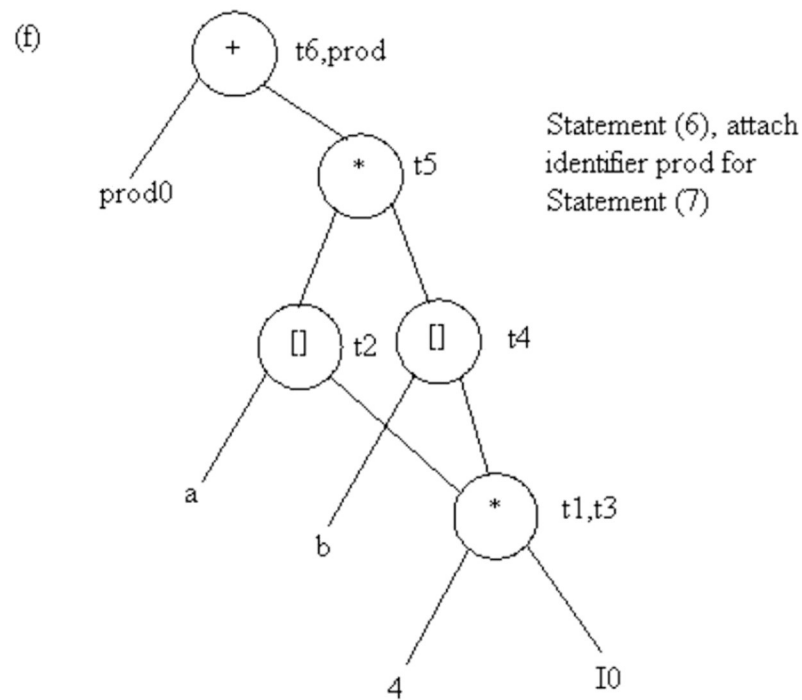 (f)
+ t6,prod
Statement (6), attach
identifier prod for
Statement (7)
prod0
* t5
[] t2
[] t4
a
b
* t1,t3
4
I0